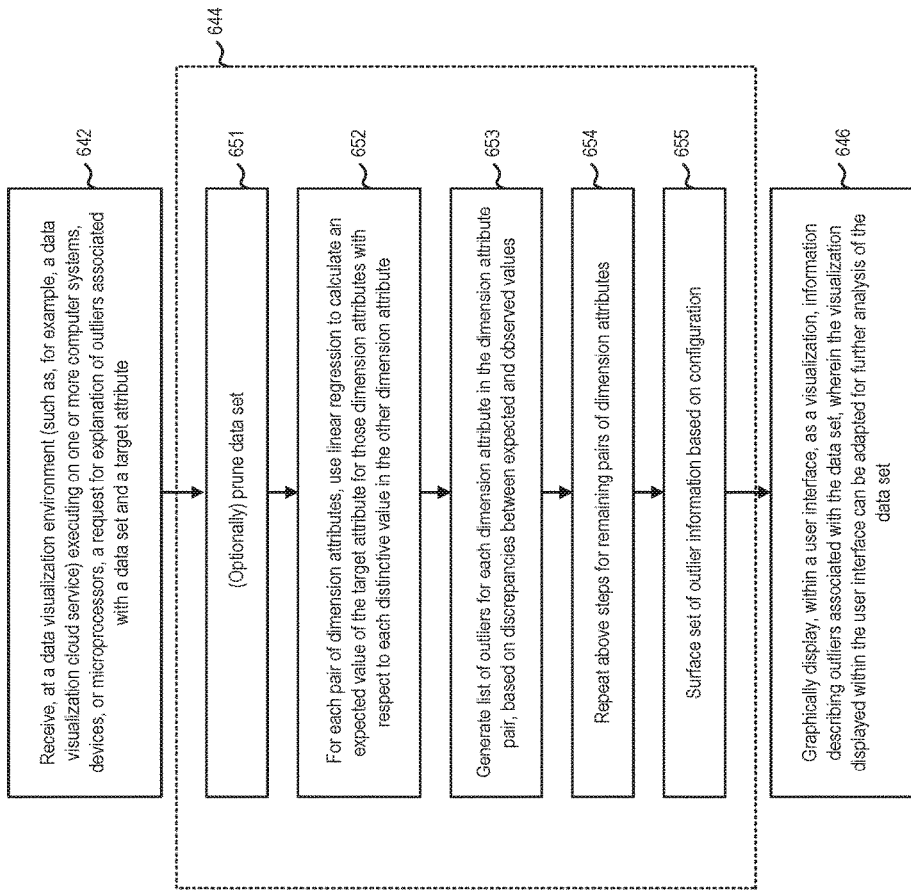 642
Receive, at a data visualization environment (such as, for example, a data
visualization cloud service) executing on one or more computer systems,
devices, or microprocessors, a request for explanation of outliers associated
with a data set and a target attribute
644
651
(Optionally) prune data set
652
For each pair of dimension attributes, use linear regression to calculate an
expected value of the target attribute for those dimension attributes with
respect to each distinctive value in the other dimension attribute
653
Generate list of outliers for each dimension attribute in the dimension attribute
pair, based on discrepancies between expected and observed values
654
Repeat above steps for remaining pairs of dimension attributes
655
Surface set of outlier information based on configuration
646
Graphically display, within a user interface, as a visualization, information
describing outliers associated with the data set, wherein the visualization
displayed within the user interface can be adapted for further analysis of the
data set